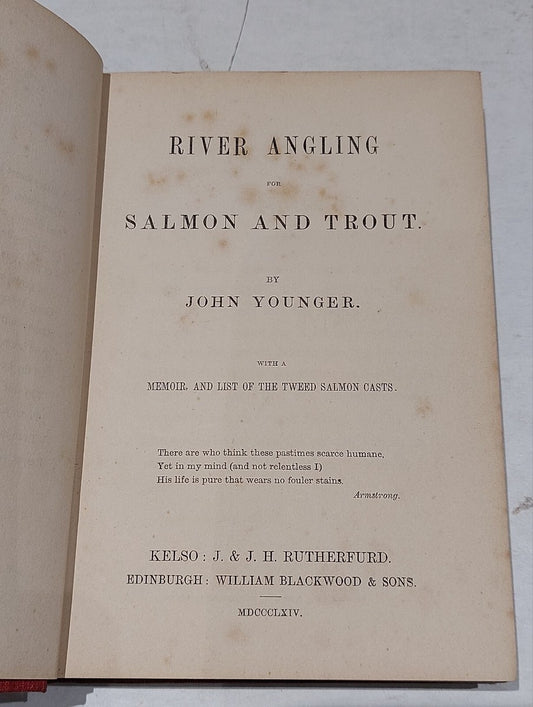 RIVER ANGLING
FOR
SALMON AND TROUT.
BY
JOHN YOUNGER.
WITH A
MEMOIR, AND LIST OF THE TWEED SALMON CASTS.
There are who think these pastimes scarce humane,
Yet in my mind (and not relentless I)
His life is pure that wears no fouler stains.
Armstrong.
KELSO: J. & J. H. RUTHERFURD.
EDINBURGH: WILLIAM BLACKWOOD & SONS.
MDCCCLXIV.